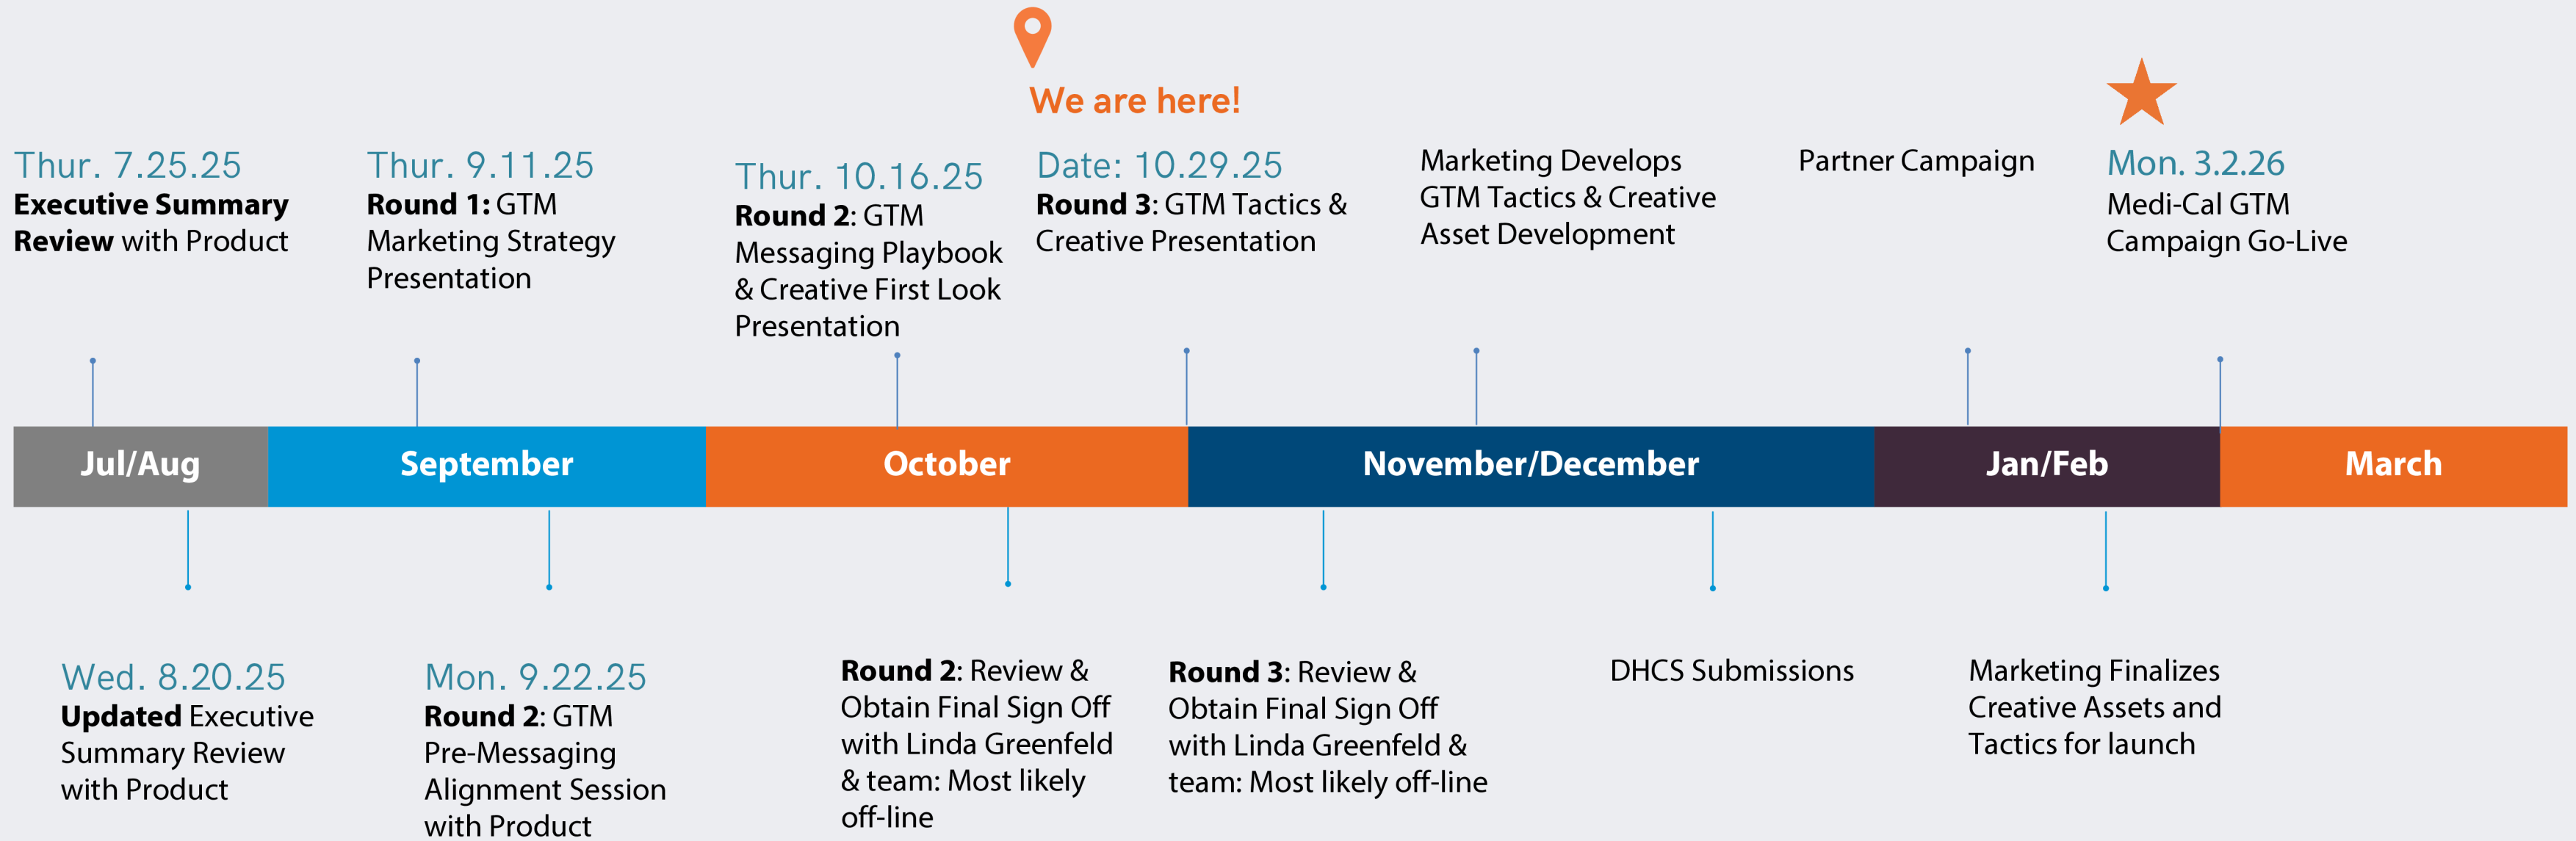 We are here!
Thur. 7.25.25
Executive Summary
Review with Product
Thur. 9.11.25
Round 1: GTM
Marketing Strategy
Presentation
Thur. 10.16.25
Round 2: GTM
Messaging Playbook
& Creative First Look
Presentation
Date: 10.29.25
Round 3: GTM Tactics &
Creative Presentation
Marketing Develops
GTM Tactics & Creative
Asset Development
Partner Campaign
Mon. 3.2.26
Medi-Cal GTM
Campaign Go-Live
Jul/Aug
September
October
November/December
Jan/Feb
March
Wed. 8.20.25
Updated Executive
Summary Review
with Product
Mon. 9.22.25
Round 2: GTM
Pre-Messaging
Alignment Session
with Product
Round 2: Review &
Obtain Final Sign Off
with Linda Greenfeld
& team: Most likely
off-line
Round 3: Review &
Obtain Final Sign Off
with Linda Greenfeld &
team: Most likely off-line
DHCS Submissions
Marketing Finalizes
Creative Assets and
Tactics for launch